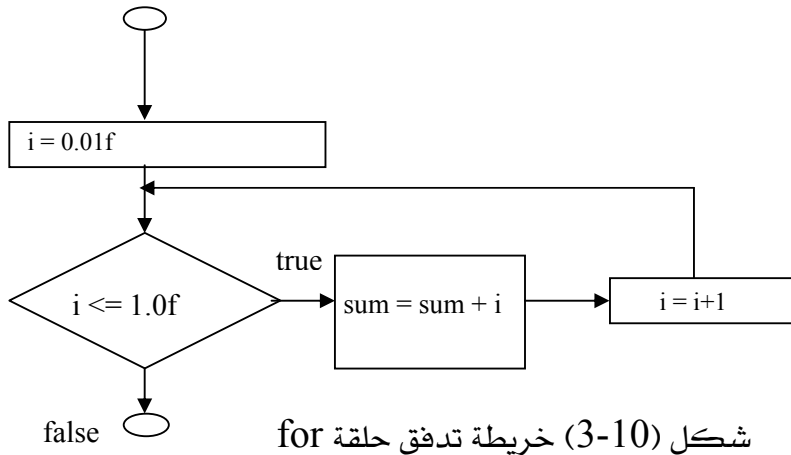 i = 0.01f
i <= 1.0f
true
sum = sum + i
i = i+1
false
شكل (3-10) خريطة تدفق حلقة for